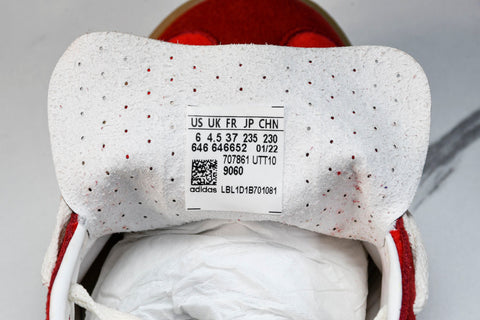 US UK FR JP CHN
6 4.5 37 235 230
646 646652 01/22
707861 UTT10
9060
adidas LBL1D1B701081